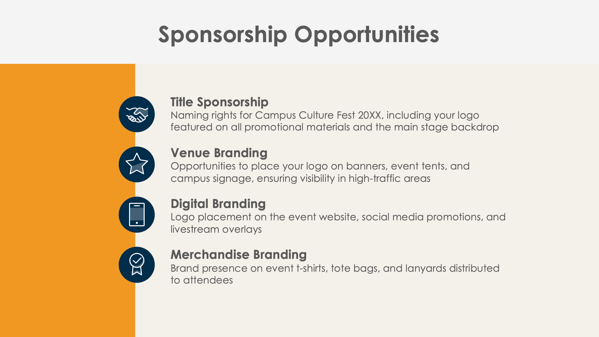 Sponsorship Opportunities
Title Sponsorship
Naming rights for Campus Culture Fest 20XX, including your logo
featured on all promotional materials and the main stage backdrop
Venue Branding
Opportunities to place your logo on banners, event tents, and
campus signage, ensuring visibility in high-traffic areas
Digital Branding
Logo placement on the event website, social media promotions, and
livestream overlays
Merchandise Branding
Brand presence on event t-shirts, tote bags, and lanyards distributed
to attendees